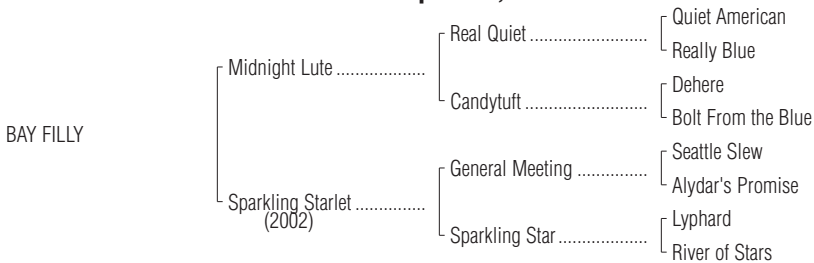 Quiet American
Real Quiet
Really Blue
Midnight Lute
Dehere
Candytuft
Bolt From the Blue
BAY FILLY
Seattle Slew
General Meeting
Alydar's Promise
Sparkling Starlet
(2002)
Lyphard
Sparkling Star
River of Stars